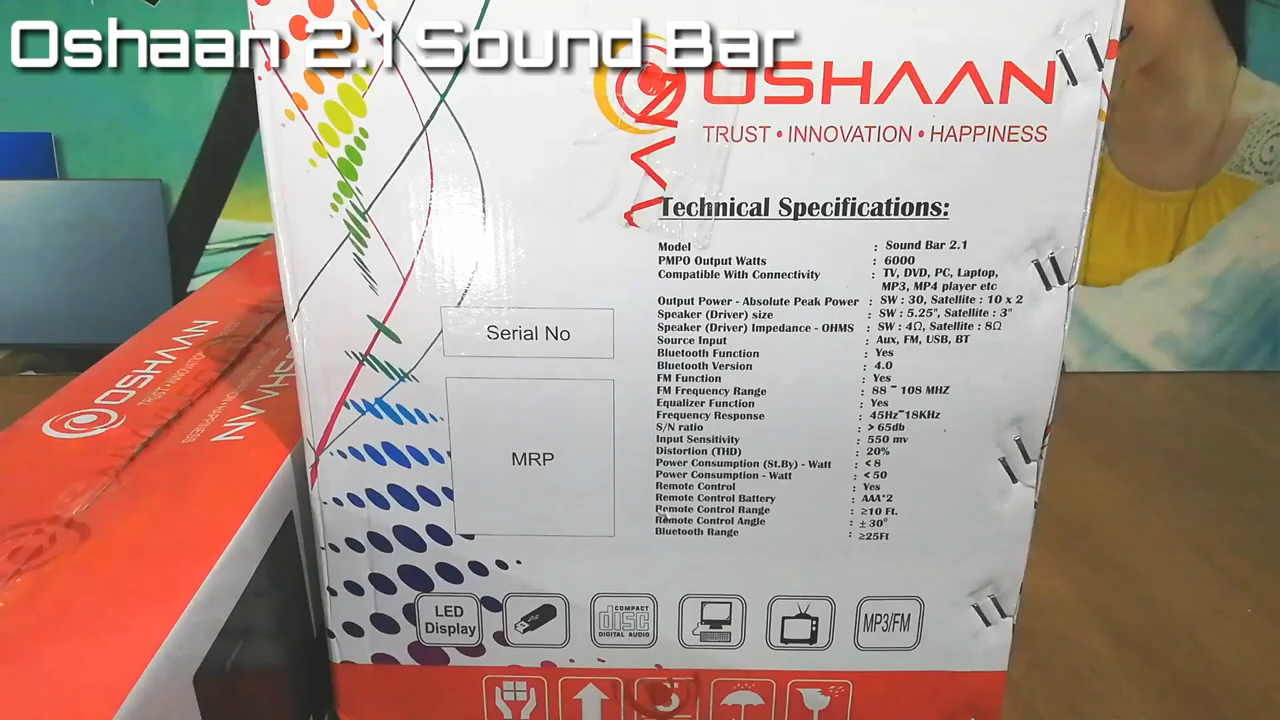 Oshaan 2.1 Sound Bar
OSHAAN
TRUST • INNOVATION • HAPPINESS
Technical Specifications:
Model : Sound Bar 2.1
PMPO Output Watts : 6000
Compatible With Connectivity : TV, DVD, PC, Laptop,
MP3, MP4 player etc
Output Power - Absolute Peak Power : SW : 30, Satellite : 10 x 2
Speaker (Driver) size : SW : 5.25", Satellite : 3"
Speaker (Driver) Impedance - OHMS : SW : 4Ω, Satellite : 8Ω
Source Input : Aux, FM, USB, BT
Bluetooth Function : Yes
Bluetooth Version : 4.0
FM Function : Yes
FM Frequency Range : 88 ~ 108 MHZ
Equalizer Function : Yes
Frequency Response : 45Hz~18KHz
S/N ratio : > 65db
Input Sensitivity : 550 mv
Distortion (THD) : 20%
Power Consumption (St.By) - Watt : < 8
Power Consumption - Watt : < 50
Remote Control : Yes
Remote Control Battery : AAA*2
Remote Control Range : ≥10 Ft.
Remote Control Angle : ± 30°
Bluetooth Range : ≥25Ft
Serial No
MRP
LED
Display
COMPACT
disc
DIGITAL AUDIO
MP3/FM
OSHAAN
TRUST • INNOVATION